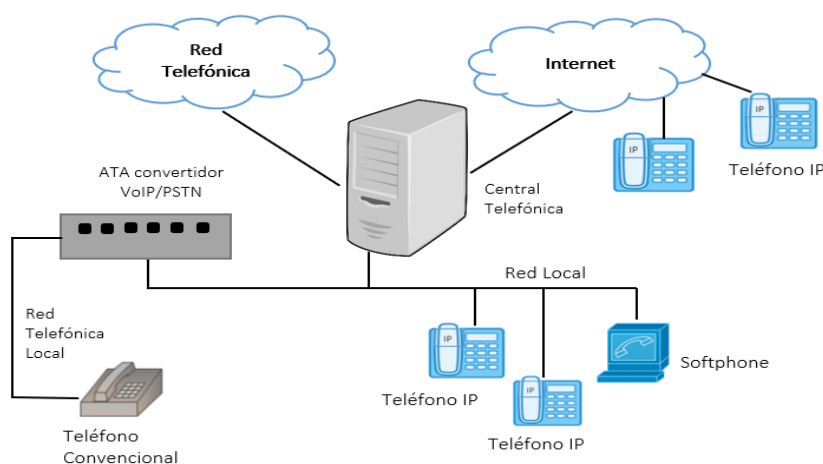 Red
Telefónica
Internet
IP
IP
Teléfono IP
ATA convertidor
VoIP/PSTN
Central
Telefónica
Red Local
Red
Telefónica
Local
IP
Softphone
Teléfono IP
IP
Teléfono IP
Teléfono
Convencional